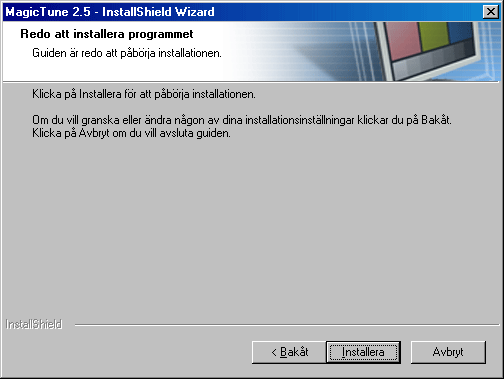 MagicTune 2.5 - InstallShield Wizard
Redo att installera programmet
Guiden är redo att påbörja installationen.
Klicka på Installera för att påbörja installationen.
Om du vill granska eller ändra någon av dina installationsinställningar klickar du på Bakåt.
Klicka på Avbryt om du vill avsluta guiden.
InstallShield
< Bakåt
Installera
Avbryt